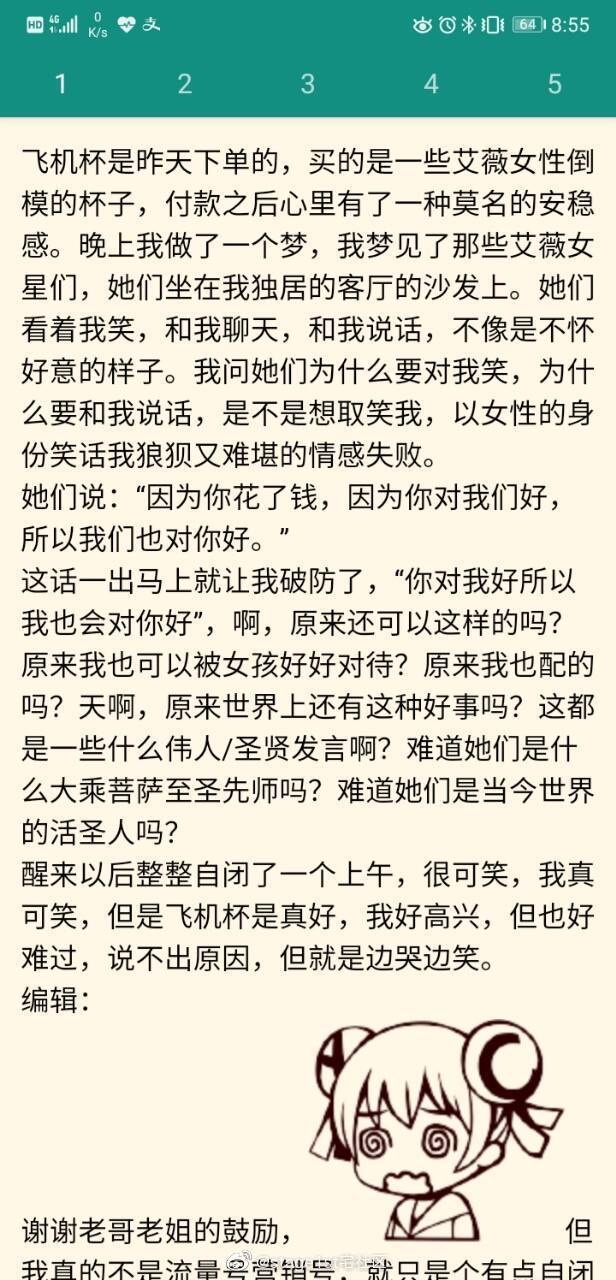 HD 4G 0 K/s 支 64 8:55
1 2 3 4 5
飞机杯是昨天下单的，买的是一些艾薇女性倒
模的杯子，付款之后心里有了一种莫名的安稳
感。晚上我做了一个梦，我梦见了那些艾薇女
星们，她们坐在我独居的客厅的沙发上。她们
看着我笑，和我聊天，和我说话，不像是不怀
好意的样子。我问她们为什么要对我笑，为什
么要和我说话，是不是想取笑我，以女性的身
份笑话我狼狈又难堪的情感失败。
她们说：“因为你花了钱，因为你对我们好，
所以我们也对你好。”
这话一出马上就让我破防了，“你对我好所以
我也会对你好”，啊，原来还可以这样的吗？
原来我也可以被女孩好好对待？原来我也配的
吗？天啊，原来世界上还有这种好事吗？这都
是一些什么伟人/圣贤发言啊？难道她们是什
么大乘菩萨至圣先师吗？难道她们是当今世界
的活圣人吗？
醒来以后整整自闭了一个上午，很可笑，我真
可笑，但是飞机杯是真好，我好高兴，但也好
难过，说不出原因，但就是边哭边笑。
编辑：
A C
谢谢老哥老姐的鼓励， 但
我真的不是流量号营销号，就只是个有点自闭